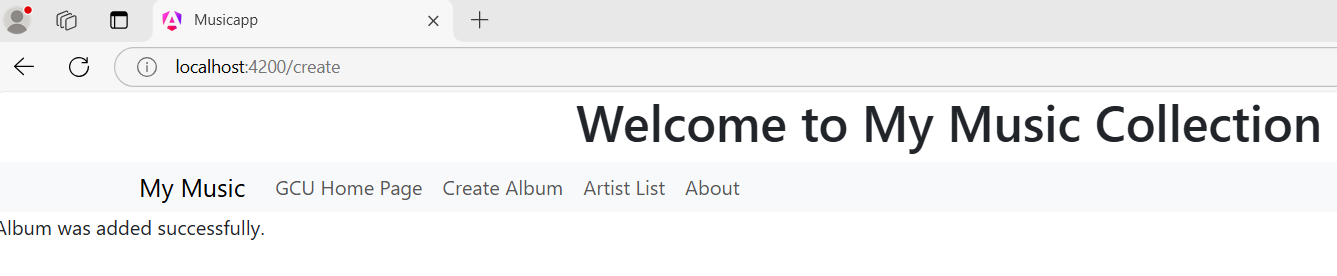 Musicapp
localhost:4200/create
Welcome to My Music Collection
My Music GCU Home Page Create Album Artist List About
Album was added successfully.